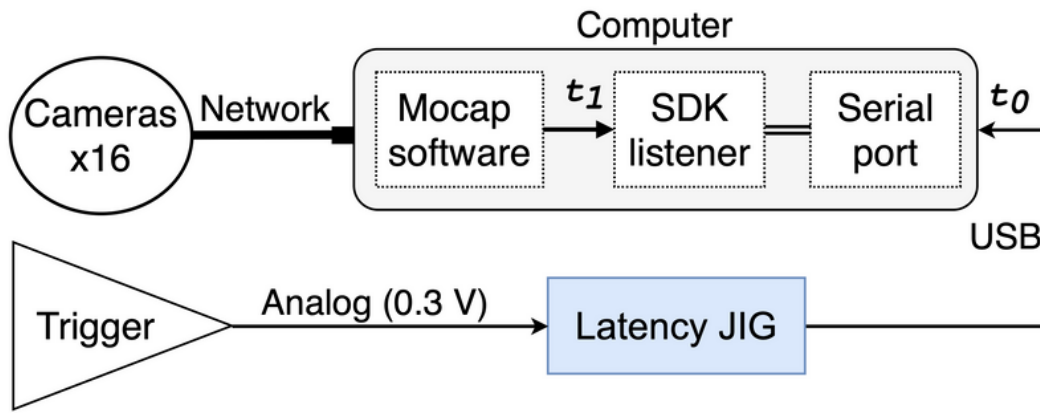 Computer
Cameras
x16
Network
Mocap
software
t1
SDK
listener
Serial
port
t0
USB
Trigger
Analog (0.3 V)
Latency JIG